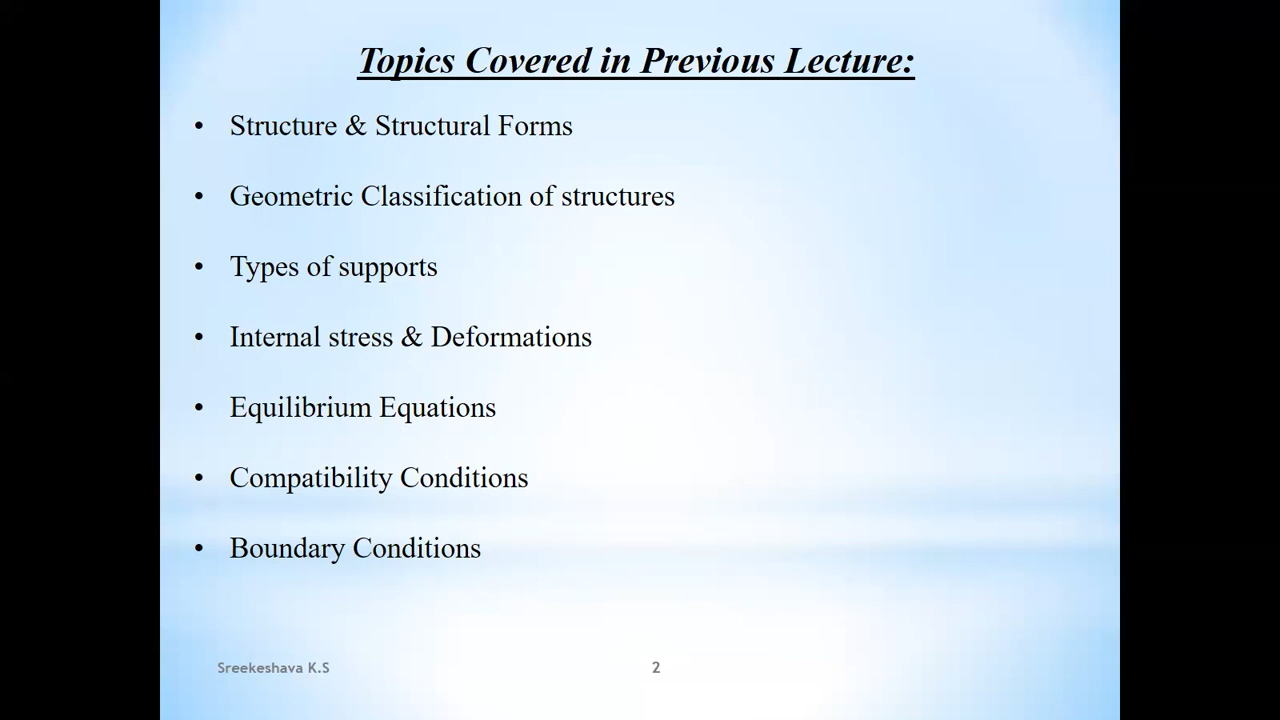 Topics Covered in Previous Lecture:
• Structure & Structural Forms
• Geometric Classification of structures
• Types of supports
• Internal stress & Deformations
• Equilibrium Equations
• Compatibility Conditions
• Boundary Conditions
Sreekeshava K.S 2